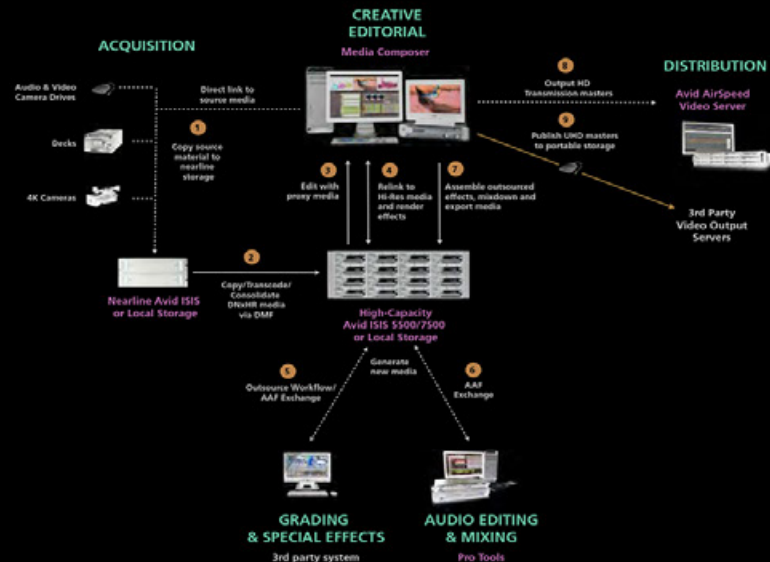 CREATIVE
EDITORIAL
Media Composer
ACQUISITION
Audio & Video
Camera Drives
Decks
4K Cameras
Direct link to
source media
1
Copy source
material to
nearline
storage
8
Output HD
Transmission masters
9
Publish UHD masters
to portable storage
DISTRIBUTION
Avid AirSpeed
Video Server
3rd Party
Video Output
Servers
3
Edit with
proxy media
4
Relink to
Hi-Res media
and render
effects
7
Assemble outsourced
effects, mixdown and
export media
Nearline Avid ISIS
or Local Storage
2
Copy/Transcode/
Consolidate
DNxHR media
via DMF
High-Capacity
Avid ISIS 5500/7500
or Local Storage
5
Outsource Workflow/
AAF Exchange
Generate
new media
6
AAF
Exchange
GRADING
& SPECIAL EFFECTS
3rd party system
AUDIO EDITING
& MIXING
Pro Tools